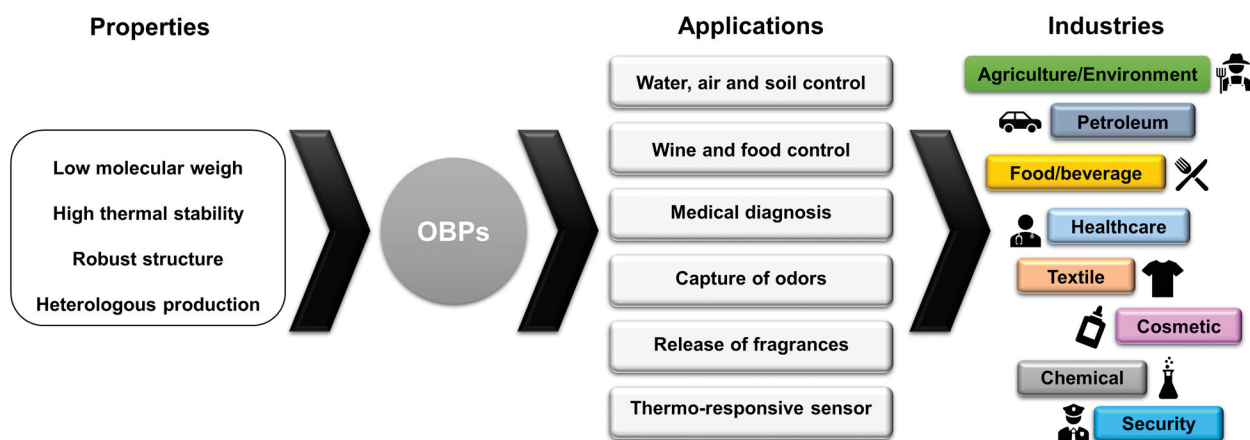 Properties
Low molecular weigh
High thermal stability
Robust structure
Heterologous production
OBPs
Applications
Water, air and soil control
Wine and food control
Medical diagnosis
Capture of odors
Release of fragrances
Thermo-responsive sensor
Industries
Agriculture/Environment
Petroleum
Food/beverage
Healthcare
Textile
Cosmetic
Chemical
Security